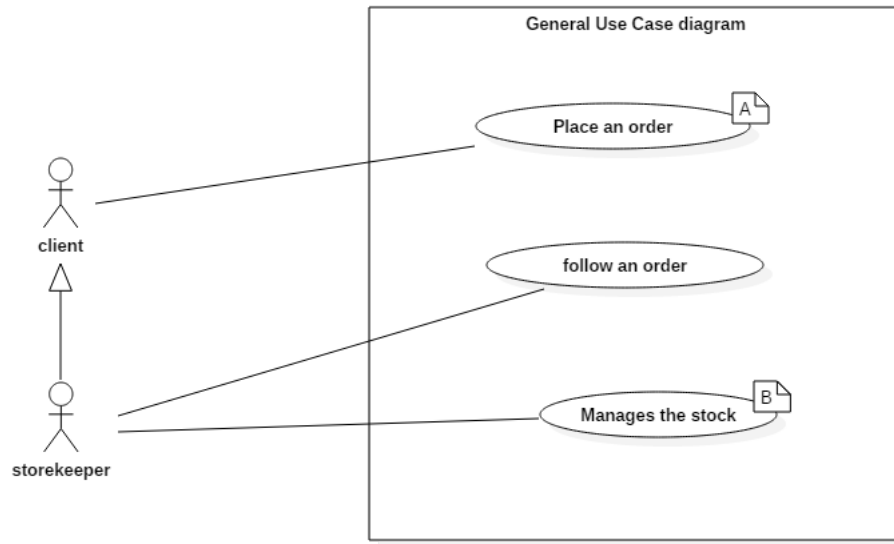 General Use Case diagram
A
Place an order
client
follow an order
B
Manages the stock
storekeeper